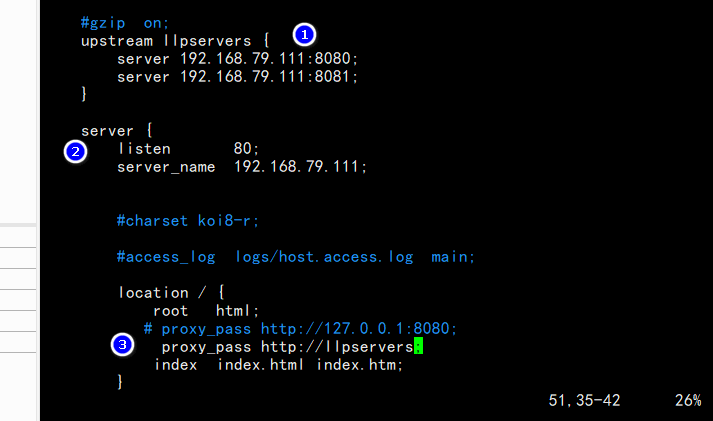 #gzip  on;
upstream llpservers {
1
server 192.168.79.111:8080;
server 192.168.79.111:8081;
}
server {
2
listen       80;
server_name  192.168.79.111;
#charset koi8-r;
#access_log  logs/host.access.log  main;
location / {
root   html;
# proxy_pass http://127.0.0.1:8080;
3
proxy_pass http://llpservers;
index  index.html index.htm;
}
51,35-42      26%